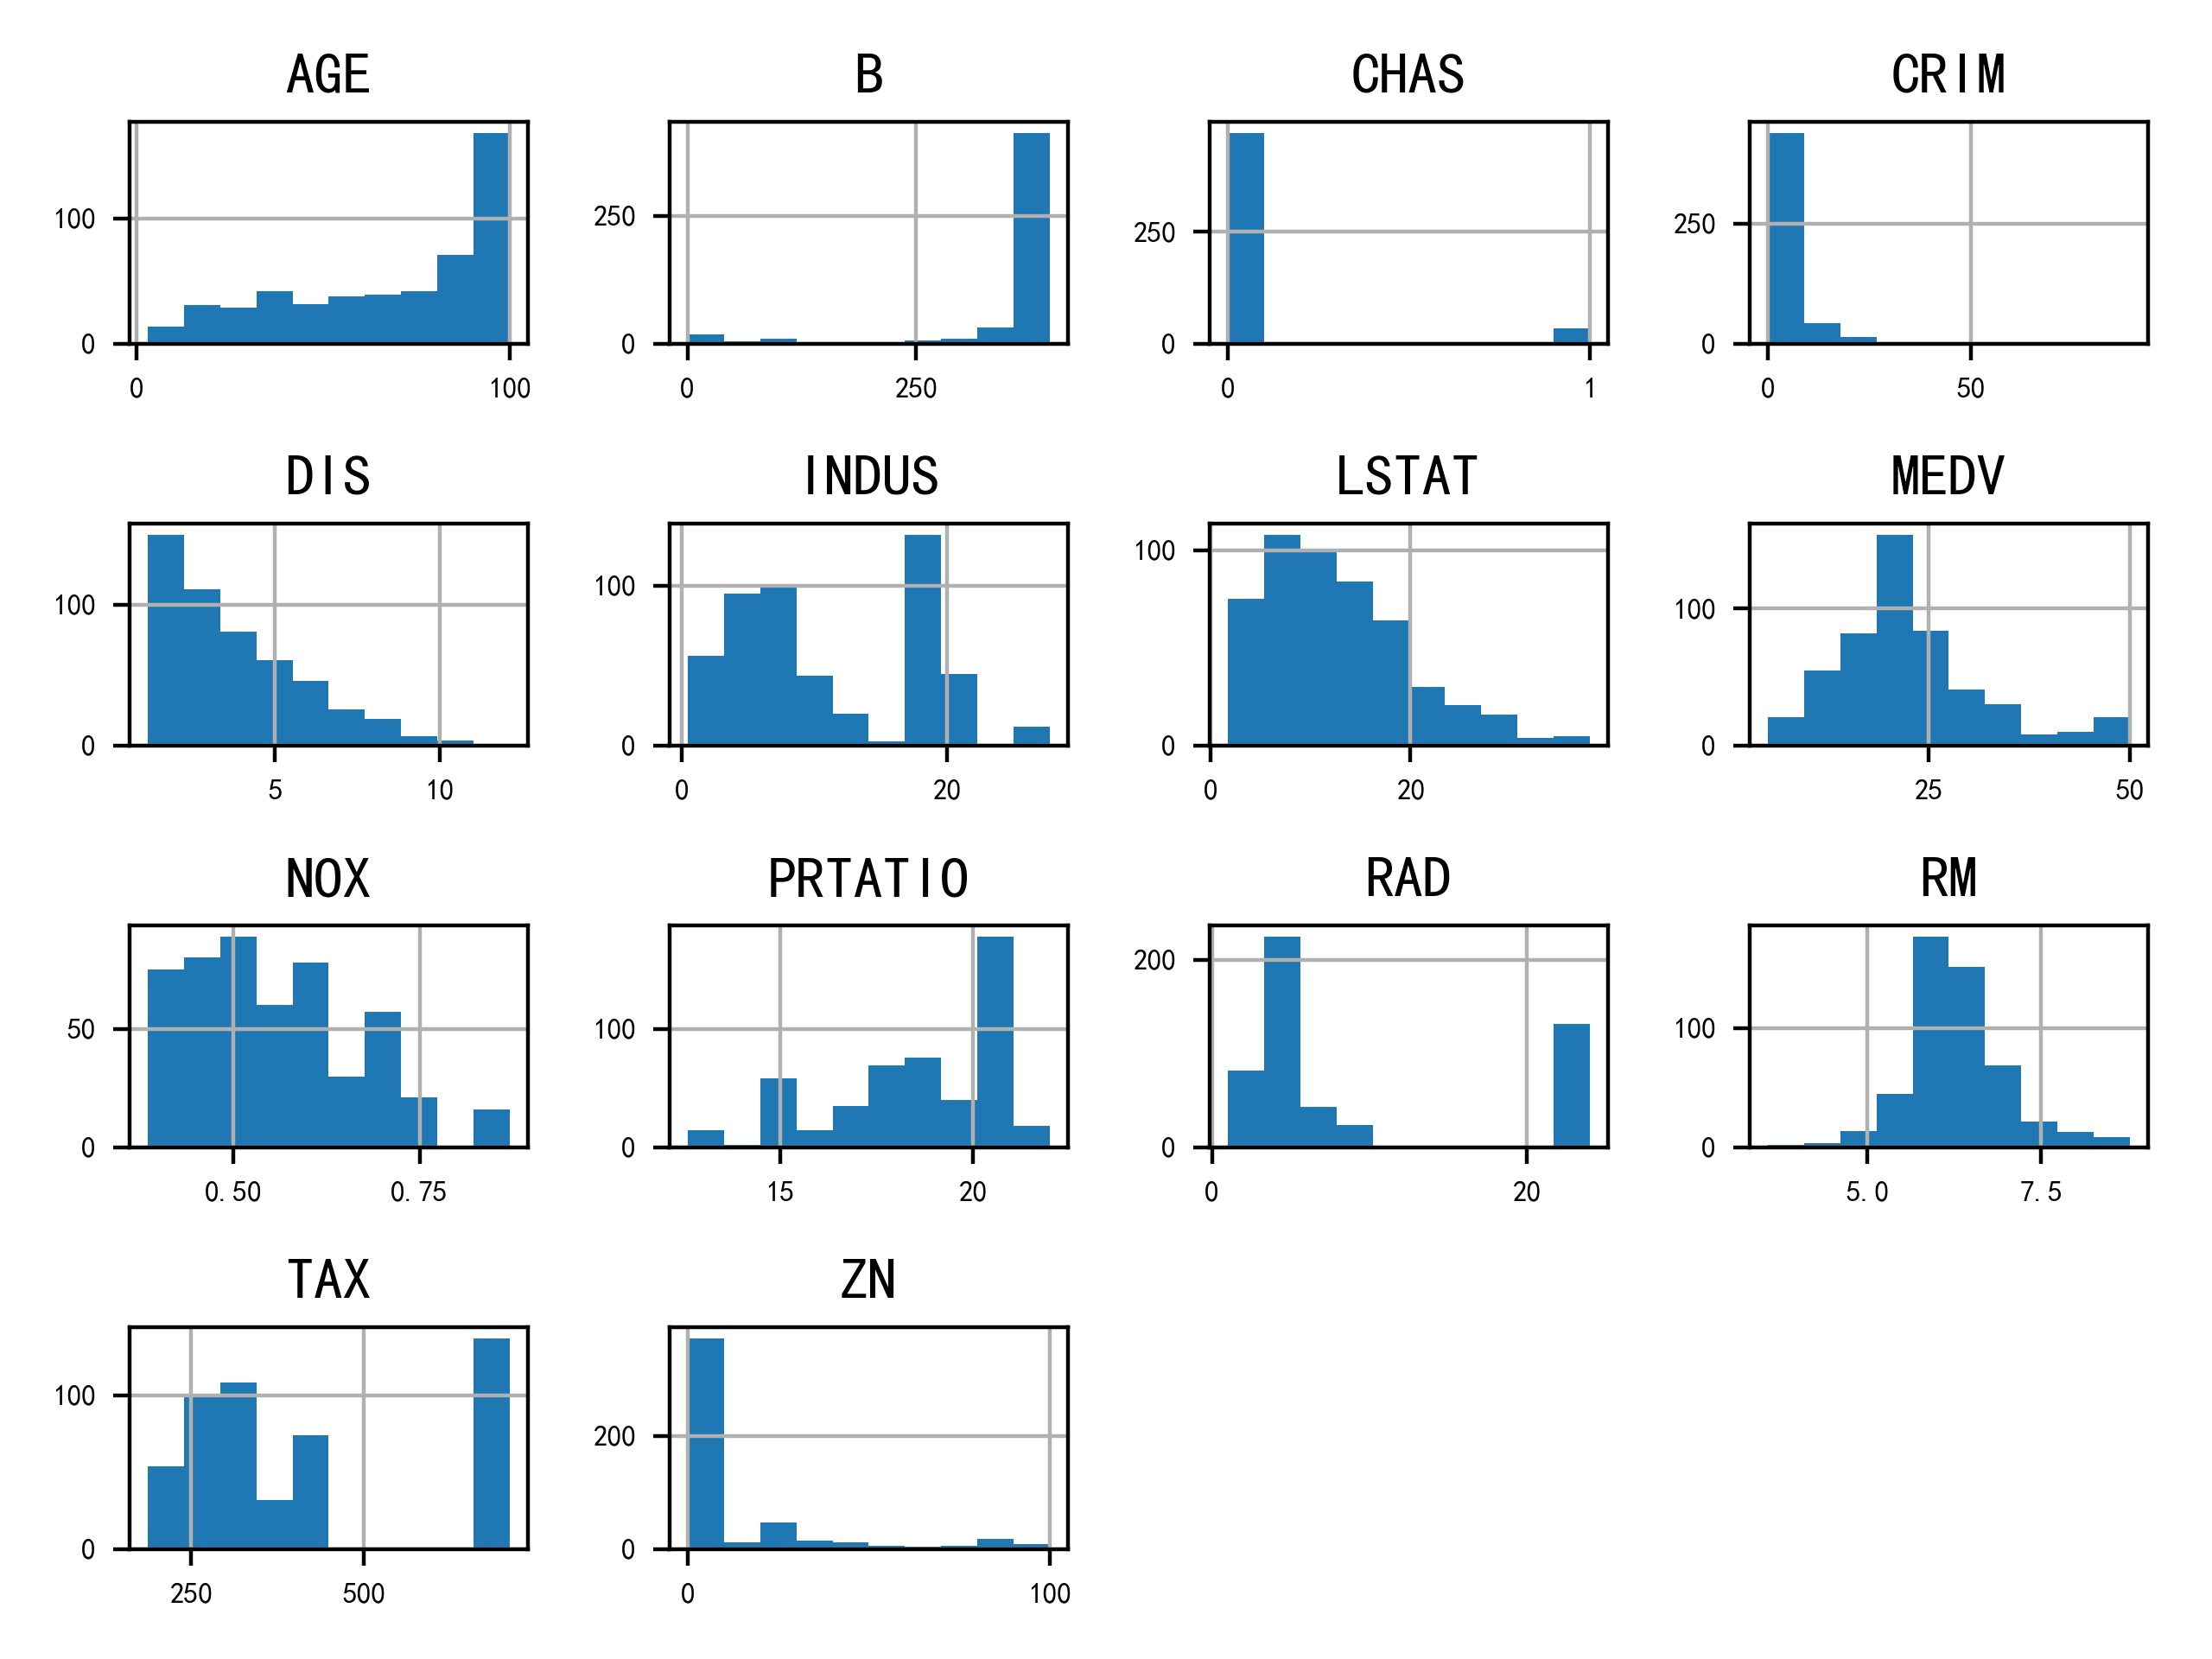 AGE B CHAS CRIM
100 250 250 250
0 0 0 0
0 100 0 250 0 1 0 50
DIS INDUS LSTAT MEDV
100 100 100 100
0 0 0 0
5 10 0 20 0 20 25 50
NOX PRTATIO RAD RM
50 100 200 100
0 0 0 0
0.50 0.75 15 20 0 20 5.0 7.5
TAX ZN
100 200
0 0
250 500 0 100